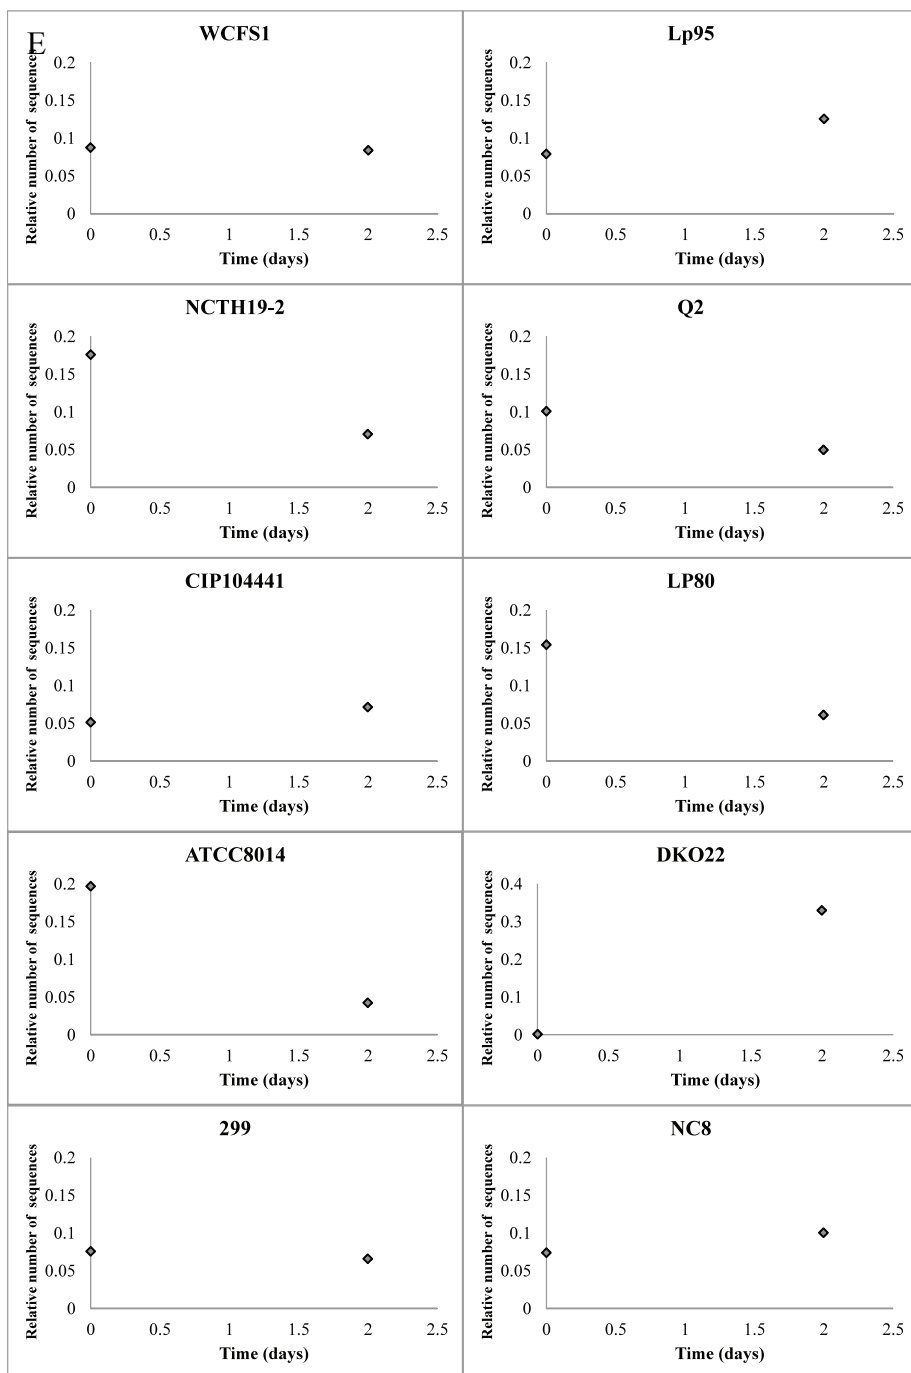 E
WCFS1
Relative number of sequences
0.2
0.15
0.1
0.05
0
0 0.5 1 1.5 2 2.5
Time (days)
Lp95
Relative number of sequences
0.2
0.15
0.1
0.05
0
0 0.5 1 1.5 2 2.5
Time (days)
NCTH19-2
Relative number of sequences
0.2
0.15
0.1
0.05
0
0 0.5 1 1.5 2 2.5
Time (days)
Q2
Relative number of sequences
0.2
0.15
0.1
0.05
0
0 0.5 1 1.5 2 2.5
Time (days)
CIP104441
Relative number of sequences
0.2
0.15
0.1
0.05
0
0 0.5 1 1.5 2 2.5
Time (days)
LP80
Relative number of sequences
0.2
0.15
0.1
0.05
0
0 0.5 1 1.5 2 2.5
Time (days)
ATCC8014
Relative number of sequences
0.2
0.15
0.1
0.05
0
0 0.5 1 1.5 2 2.5
Time (days)
DKO22
Relative number of sequences
0.4
0.3
0.2
0.1
0
0 0.5 1 1.5 2 2.5
Time (days)
299
Relative number of sequences
0.2
0.15
0.1
0.05
0
0 0.5 1 1.5 2 2.5
Time (days)
NC8
Relative number of sequences
0.2
0.15
0.1
0.05
0
0 0.5 1 1.5 2 2.5
Time (days)